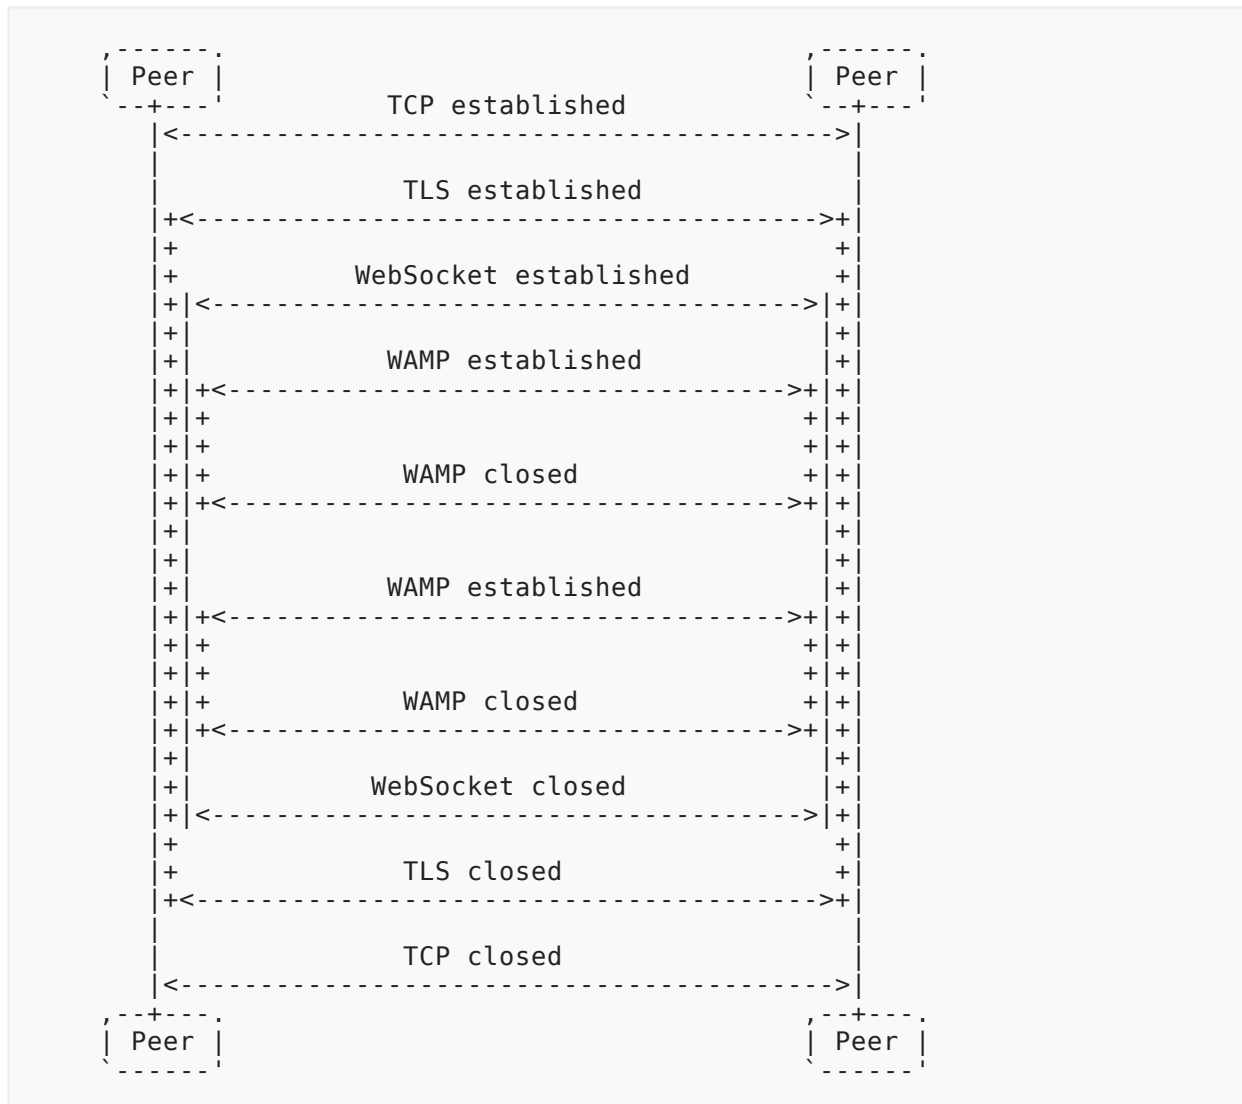 Peer Peer
TCP established
TLS established
WebSocket established
WAMP established
WAMP closed
WAMP established
WAMP closed
WebSocket closed
TLS closed
TCP closed
Peer Peer